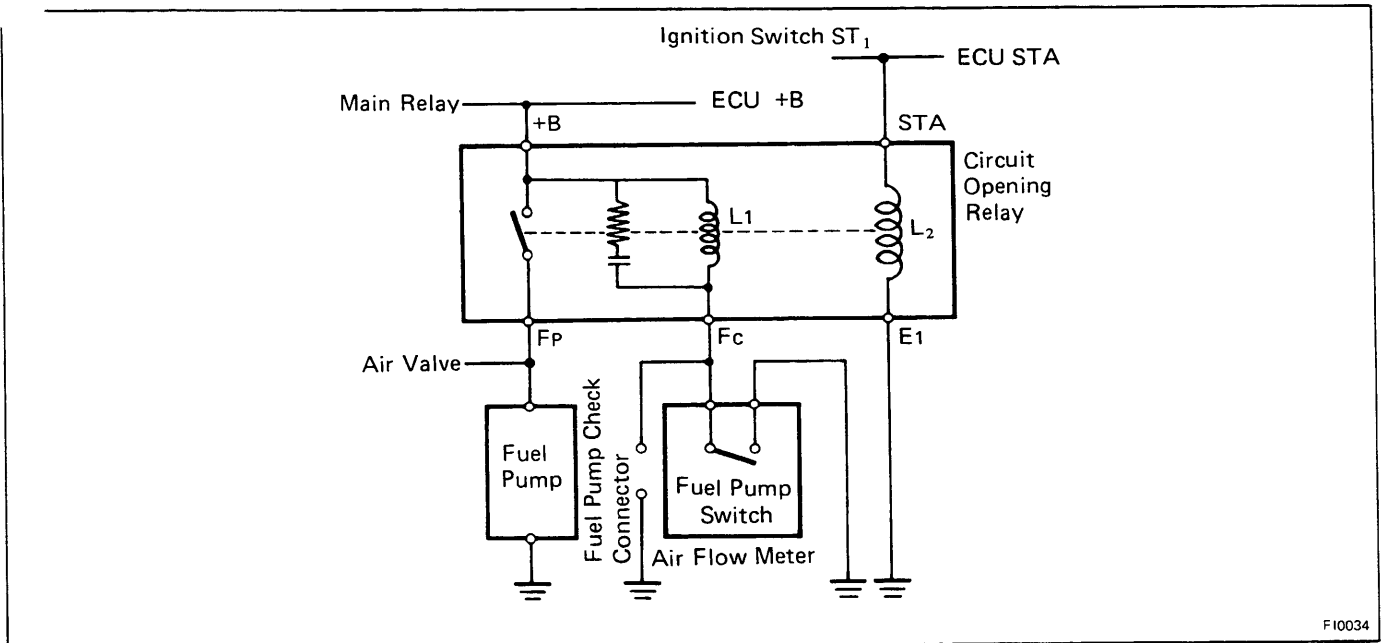 Ignition Switch ST1
ECU STA
Main Relay
ECU +B
+B
STA
Circuit
Opening
Relay
L1
L2
FP
FC
E1
Air Valve
Fuel
Pump
Fuel Pump Check
Connector
Fuel Pump
Switch
Air Flow Meter
FI0034